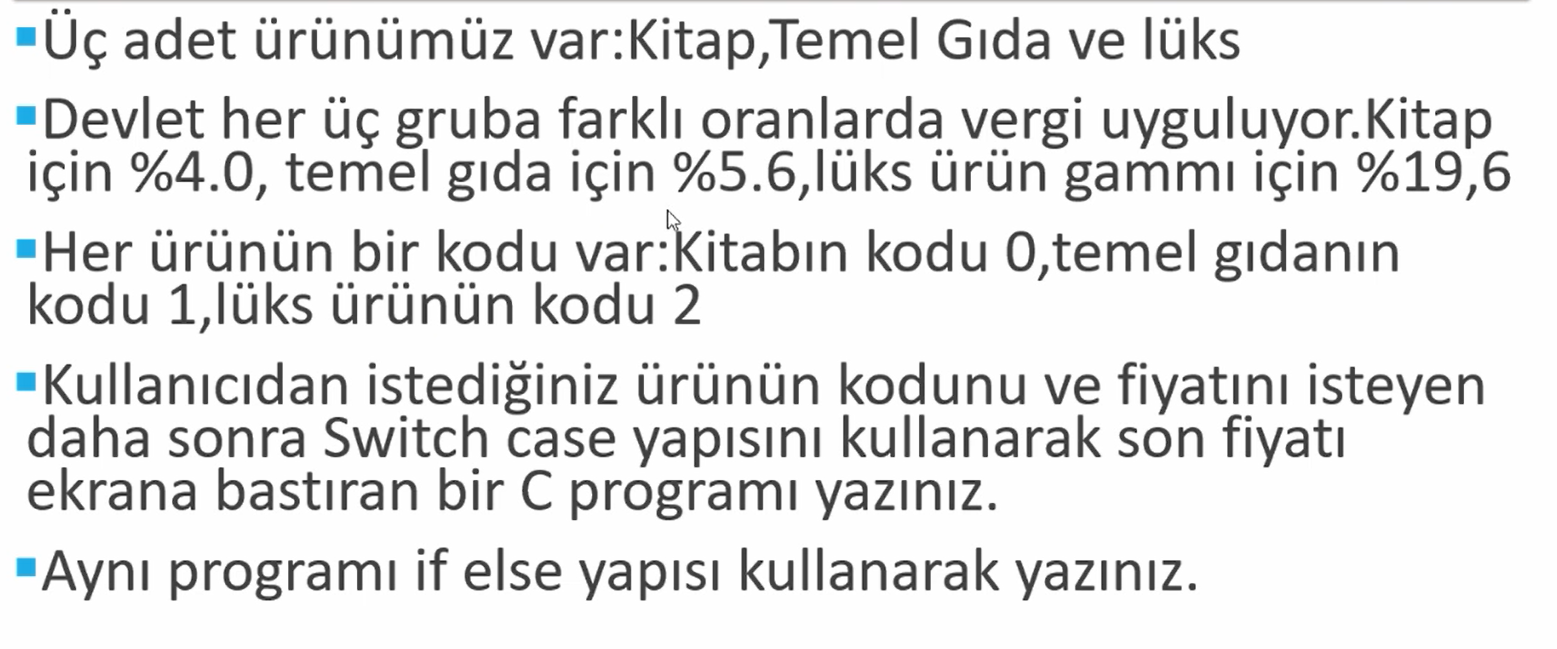 Üç adet ürünümüz var:Kitap,Temel Gıda ve lüks
Devlet her üç gruba farklı oranlarda vergi uyguluyor.Kitap
için %4.0, temel gıda için %5.6,lüks ürün gammı için %19,6
Her ürünün bir kodu var:Kitabın kodu 0,temel gıdanın
kodu 1,lüks ürünün kodu 2
Kullanıcıdan istediğiniz ürünün kodunu ve fiyatını isteyen
daha sonra Switch case yapısını kullanarak son fiyatı
ekrana bastıran bir C programı yazınız.
Aynı programı if else yapısı kullanarak yazınız.